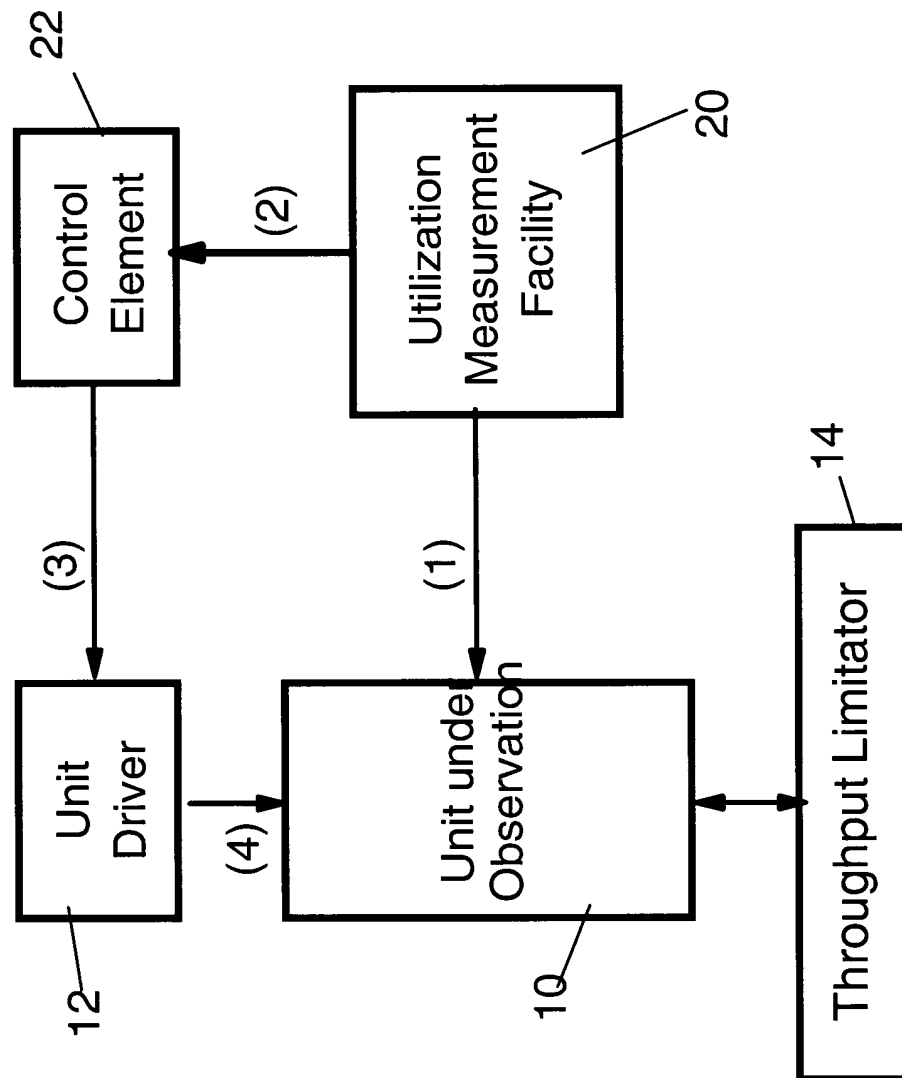 12
Unit
Driver
(3)
Control
Element
22
(4)
(2)
10
Unit under
Observation
(1)
Utilization
Measurement
Facility
20
Throughput Limitator
14